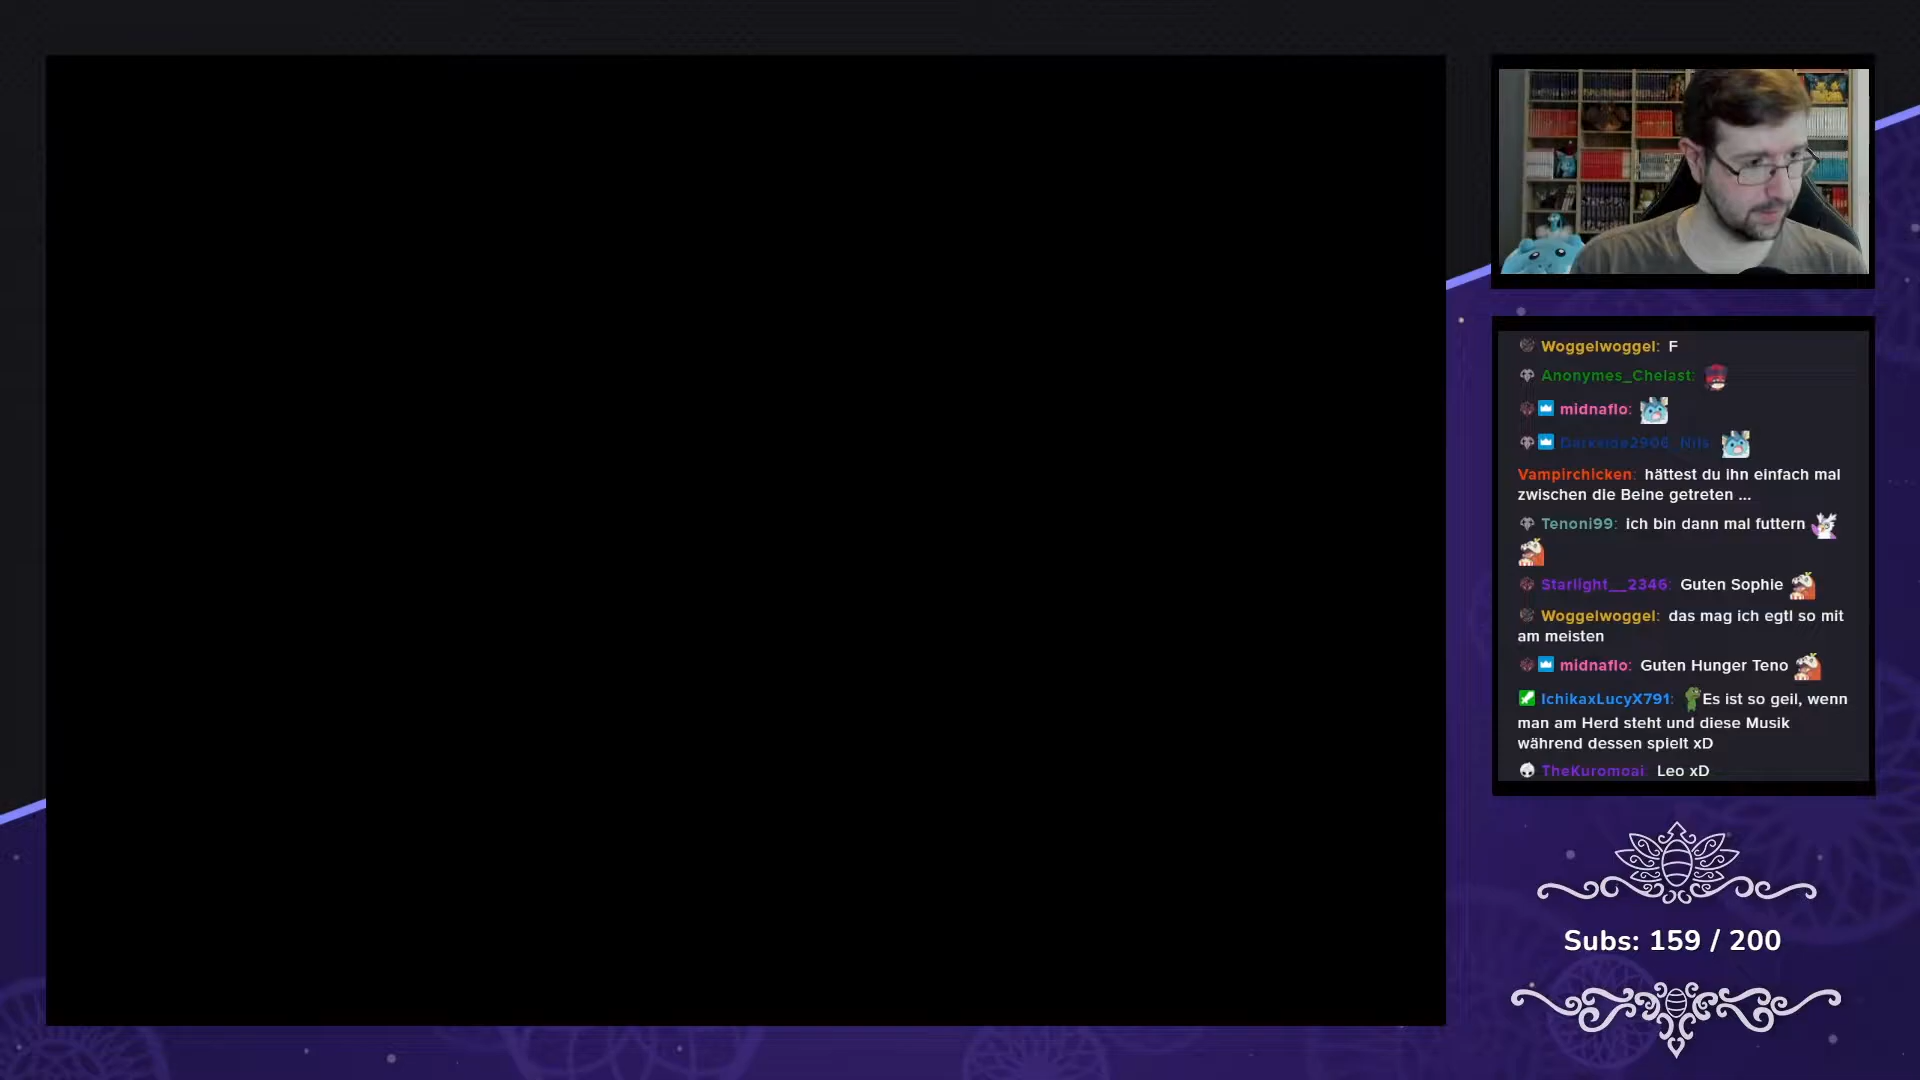 Woggelwoggel: F
Anonymes_Chelast:
midnaflo:
Darkside2906_Nils:
Vampirchicken: hättest du ihn einfach mal
zwischen die Beine getreten ...
Tenoni99: ich bin dann mal futtern
Starlight__2346: Guten Sophie
Woggelwoggel: das mag ich egtl so mit
am meisten
midnaflo: Guten Hunger Teno
IchikaxLucyX791: Es ist so geil, wenn
man am Herd steht und diese Musik
während dessen spielt xD
TheKuromoai: Leo xD
Subs: 159 / 200